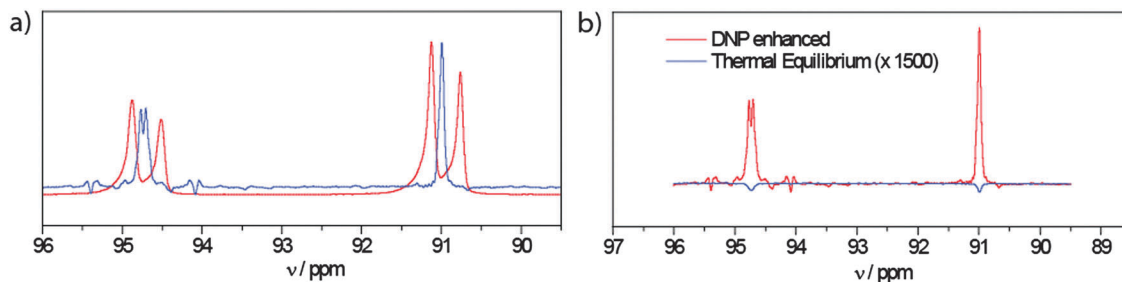 a)
96 95 94 93 92 91 90
ν / ppm
b)
DNP enhanced
Thermal Equilibrium (x 1500)
97 96 95 94 93 92 91 90 89
ν / ppm